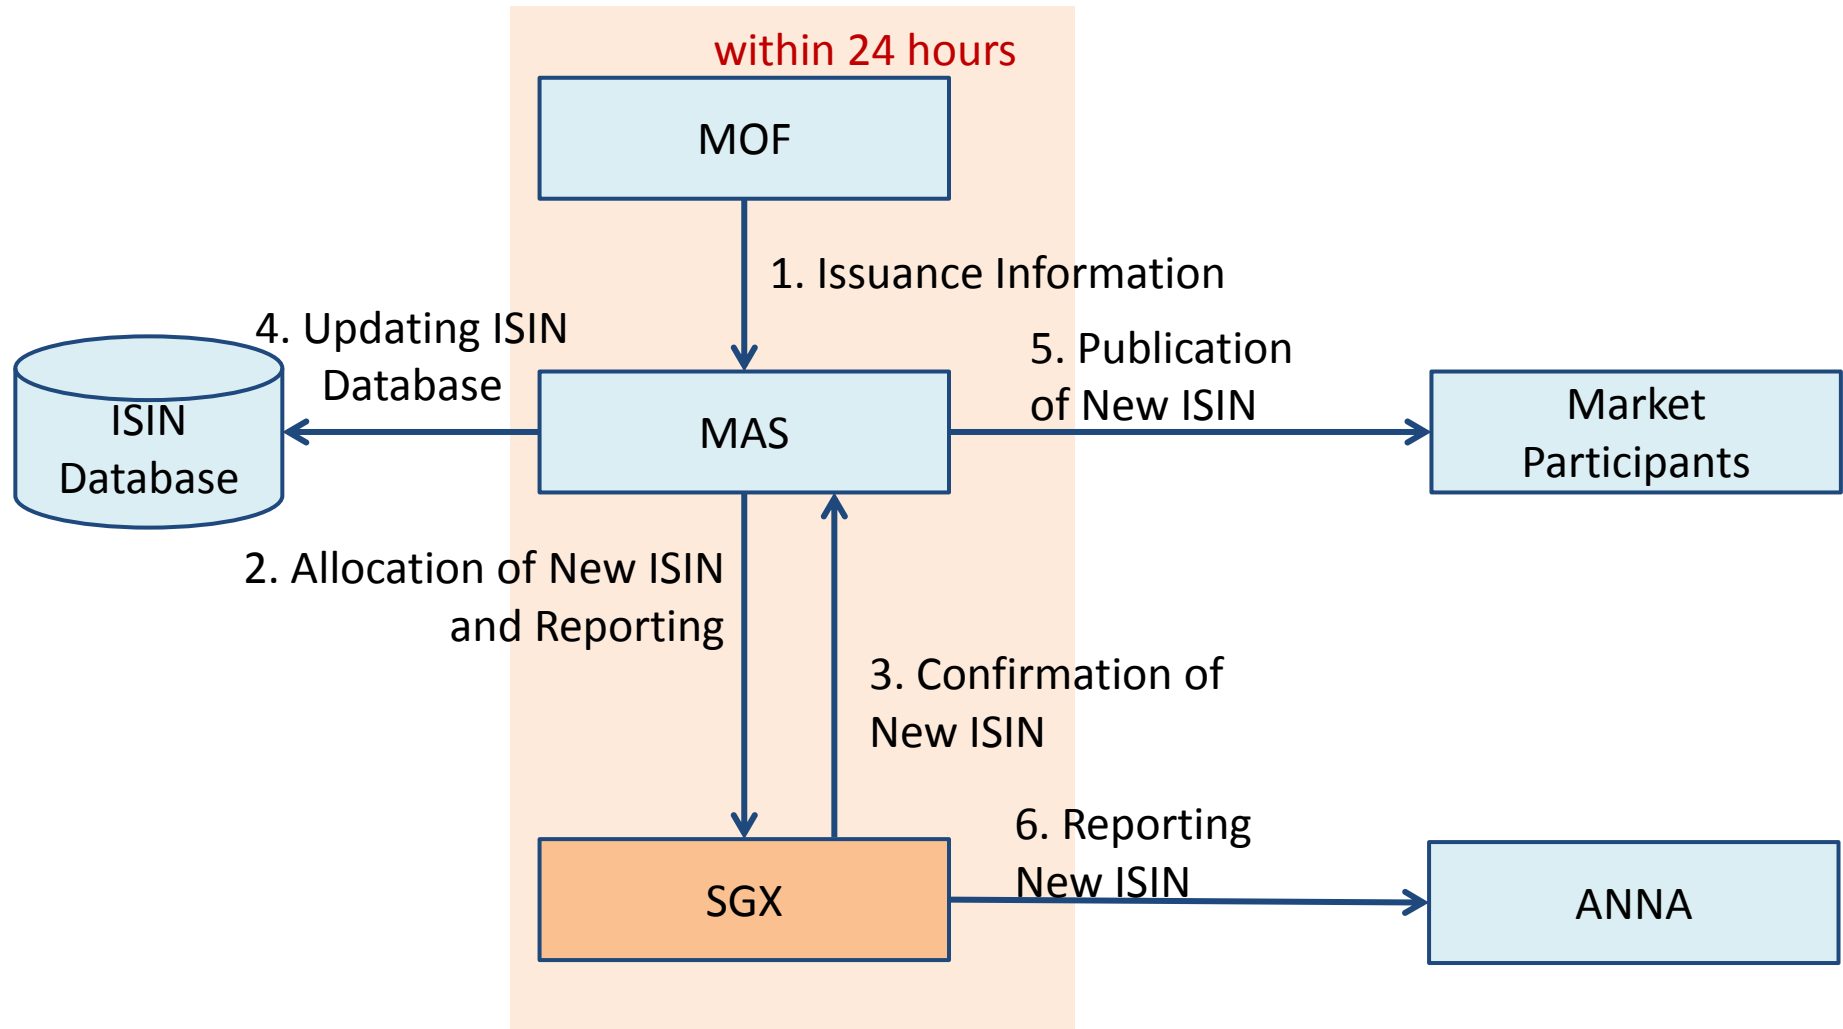 within 24 hours
MOF
1. Issuance Information
4. Updating ISIN
Database
5. Publication
of New ISIN
ISIN
Database
MAS
Market
Participants
2. Allocation of New ISIN
and Reporting
3. Confirmation of
New ISIN
6. Reporting
New ISIN
SGX
ANNA